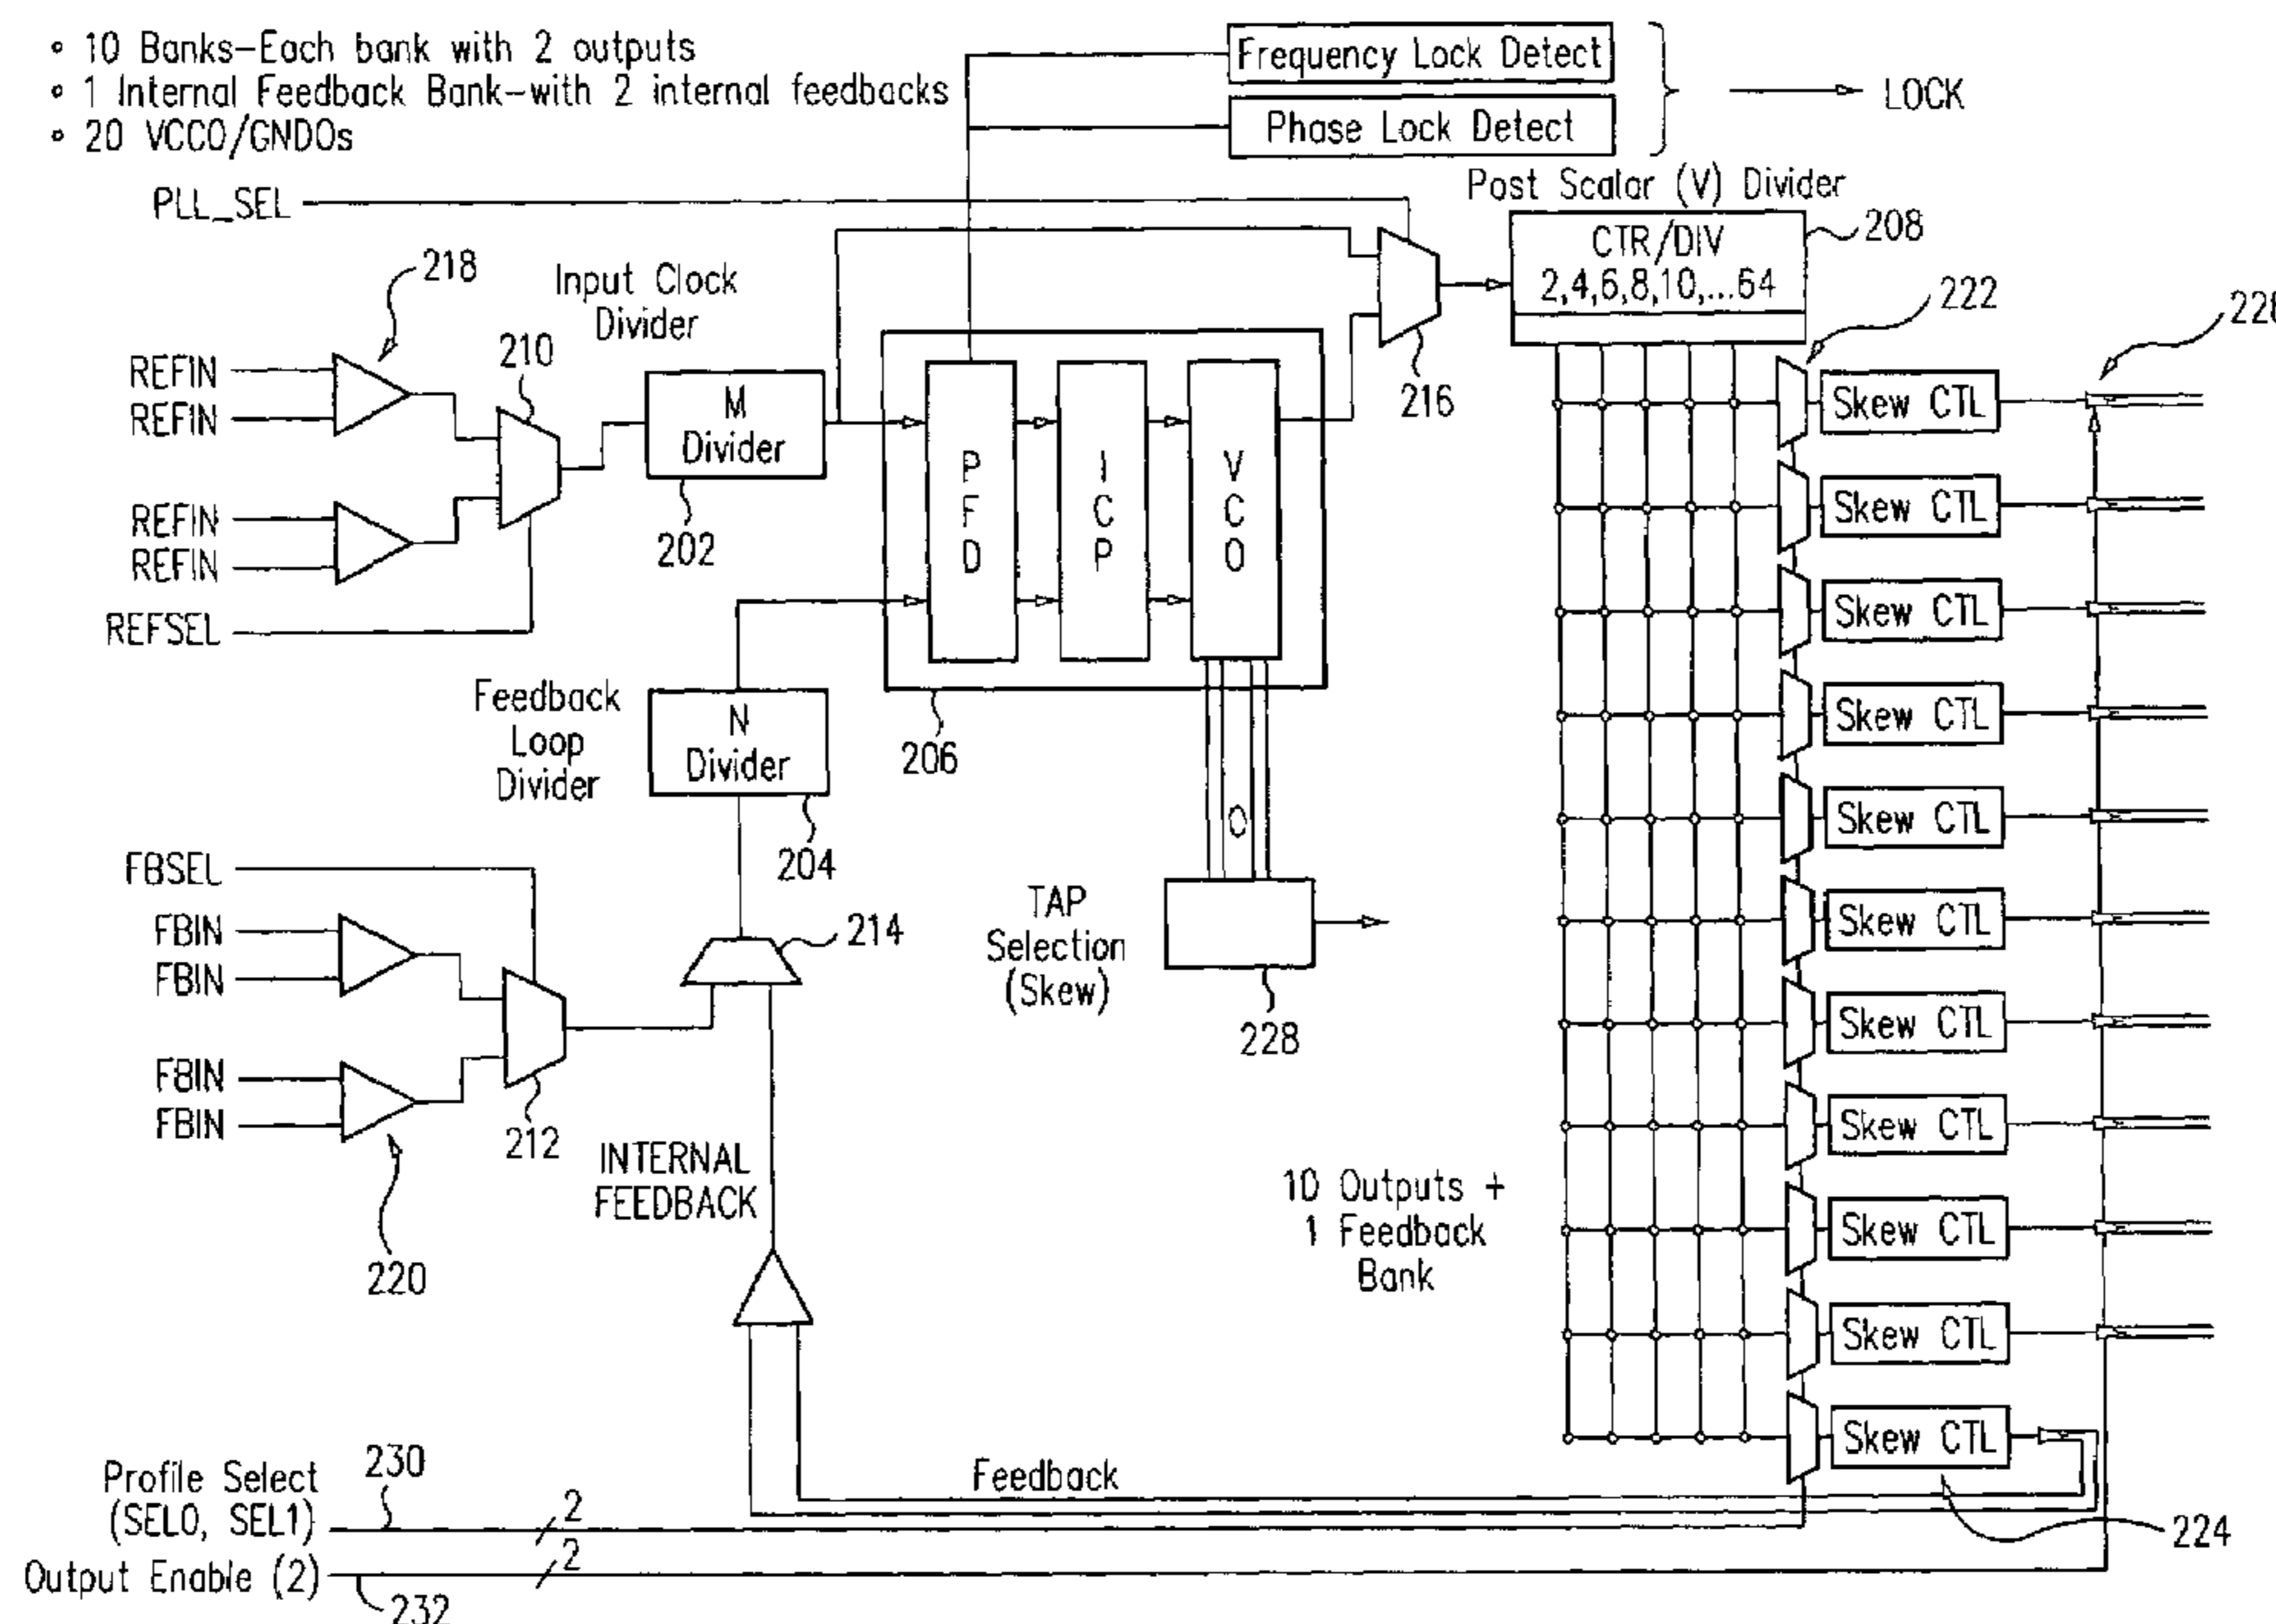 ° 10 Banks-Each bank with 2 outputs
° 1 Internal Feedback Bank-with 2 internal feedbacks
° 20 VCCO/GNDOs
Frequency Lock Detect
Phase Lock Detect
LOCK
PLL_SEL
Post Scalar (V) Divider
CTR/DIV
2,4,6,8,10,...64
208
218
Input Clock
Divider
222
210
REFIN
REFIN
M
Divider
216
202
REFIN
REFIN
REFSEL
PFD
ICP
VCO
206
Feedback
Loop
Divider
N
Divider
204
FBSEL
FBIN
FBIN
214
TAP
Selection
(Skew)
228
FBIN
FBIN
212
220
INTERNAL
FEEDBACK
10 Outputs +
1 Feedback
Bank
Skew CTL
Skew CTL
Skew CTL
Skew CTL
Skew CTL
Skew CTL
Skew CTL
Skew CTL
Skew CTL
Skew CTL
Skew CTL
Feedback
224
Profile Select
(SEL0, SEL1)
230
2
Output Enable (2)
2
232